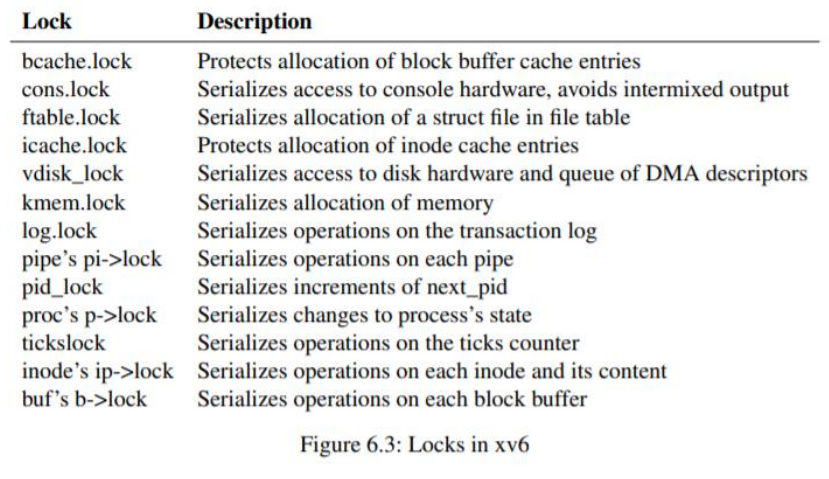 Lock Description
bcache.lock Protects allocation of block buffer cache entries
cons.lock Serializes access to console hardware, avoids intermixed output
ftable.lock Serializes allocation of a struct file in file table
icache.lock Protects allocation of inode cache entries
vdisk_lock Serializes access to disk hardware and queue of DMA descriptors
kmem.lock Serializes allocation of memory
log.lock Serializes operations on the transaction log
pipe’s pi->lock Serializes operations on each pipe
pid_lock Serializes increments of next_pid
proc’s p->lock Serializes changes to process’s state
tickslock Serializes operations on the ticks counter
inode’s ip->lock Serializes operations on each inode and its content
buf’s b->lock Serializes operations on each block buffer
Figure 6.3: Locks in xv6